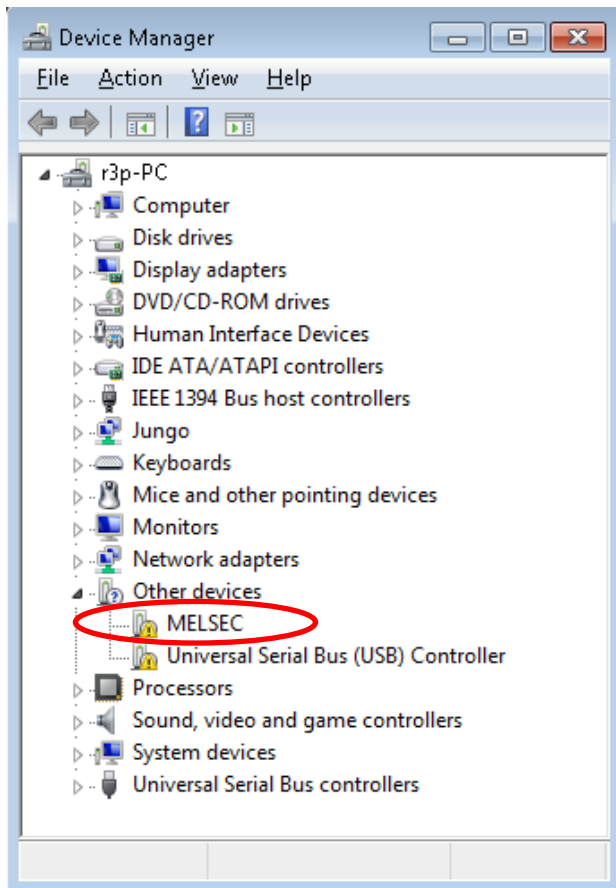 Device Manager
File Action View Help
r3p-PC
Computer
Disk drives
Display adapters
DVD/CD-ROM drives
Human Interface Devices
IDE ATA/ATAPI controllers
IEEE 1394 Bus host controllers
Jungo
Keyboards
Mice and other pointing devices
Monitors
Network adapters
Other devices
MELSEC
Universal Serial Bus (USB) Controller
Processors
Sound, video and game controllers
System devices
Universal Serial Bus controllers